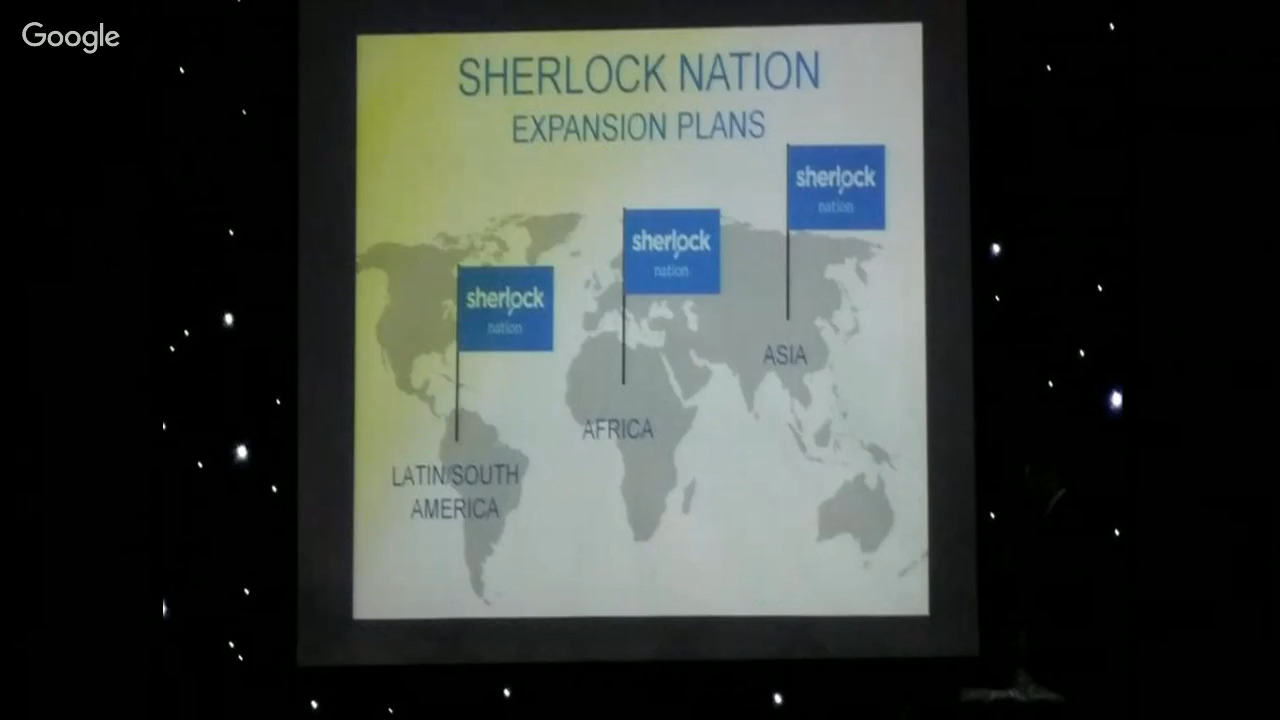 Google
SHERLOCK NATION
EXPANSION PLANS
sherlock
nation
sherlock
nation
sherlock
nation
ASIA
AFRICA
LATIN/SOUTH
AMERICA